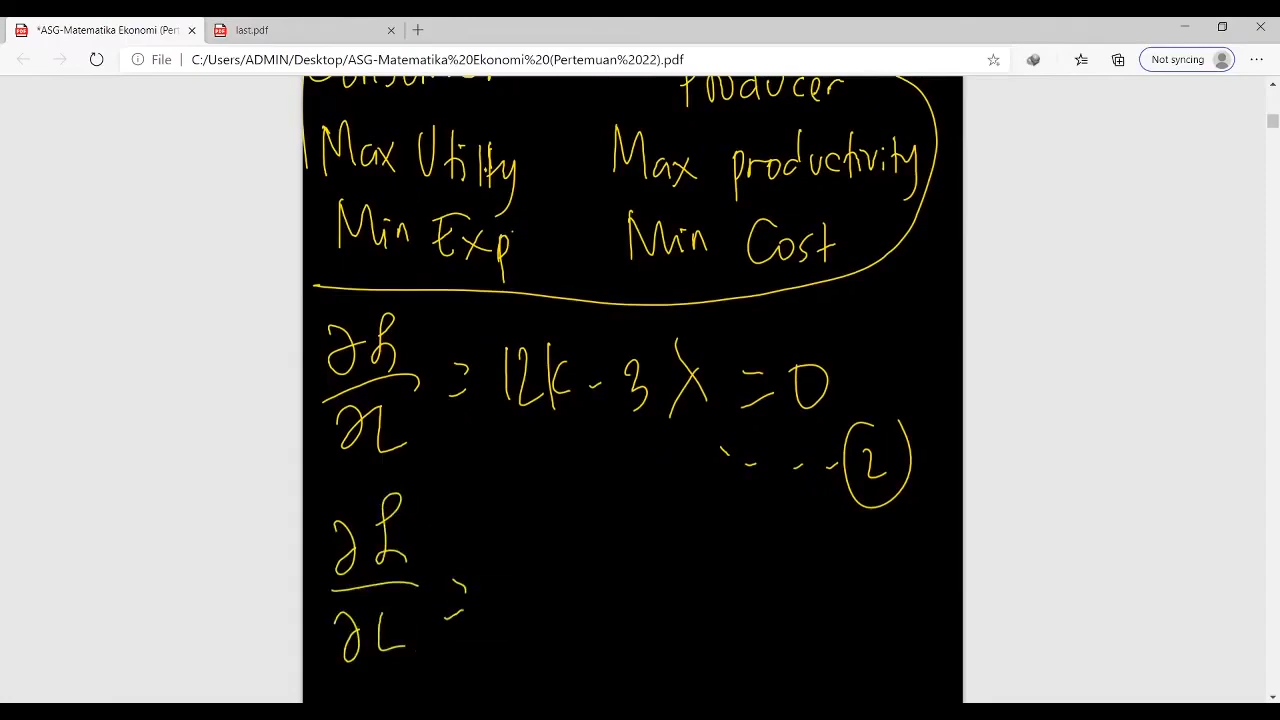 *ASG-Matematika Ekonomi (Pert
last.pdf
File
C:/Users/ADMIN/Desktop/ASG-Matematika%20Ekonomi%20(Pertemuan%2022).pdf
Not syncing
Consumer Producer
Max Utility Max productivity
Min Exp Min Cost
∂ℒ/∂L = 12K - 3λ = 0
.... 2
∂ℒ/∂L =